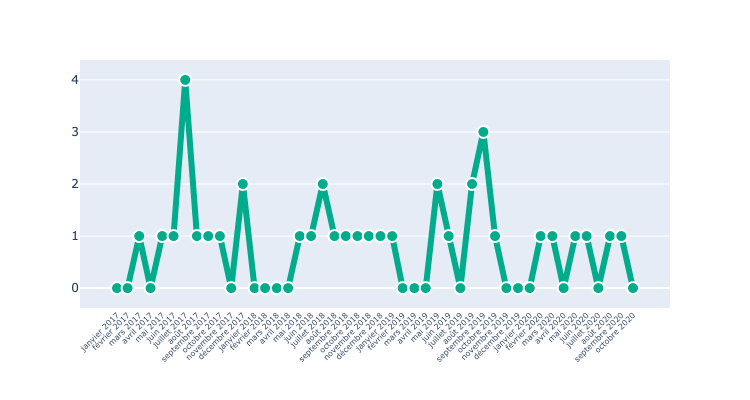 4
3
2
1
0
janvier 2017
février 2017
mars 2017
avril 2017
mai 2017
juin 2017
juillet 2017
août 2017
septembre 2017
octobre 2017
novembre 2017
décembre 2017
janvier 2018
février 2018
mars 2018
avril 2018
mai 2018
juin 2018
juillet 2018
août 2018
septembre 2018
octobre 2018
novembre 2018
décembre 2018
janvier 2019
février 2019
mars 2019
avril 2019
mai 2019
juin 2019
juillet 2019
août 2019
septembre 2019
octobre 2019
novembre 2019
décembre 2019
janvier 2020
février 2020
mars 2020
avril 2020
mai 2020
juin 2020
juillet 2020
août 2020
septembre 2020
octobre 2020